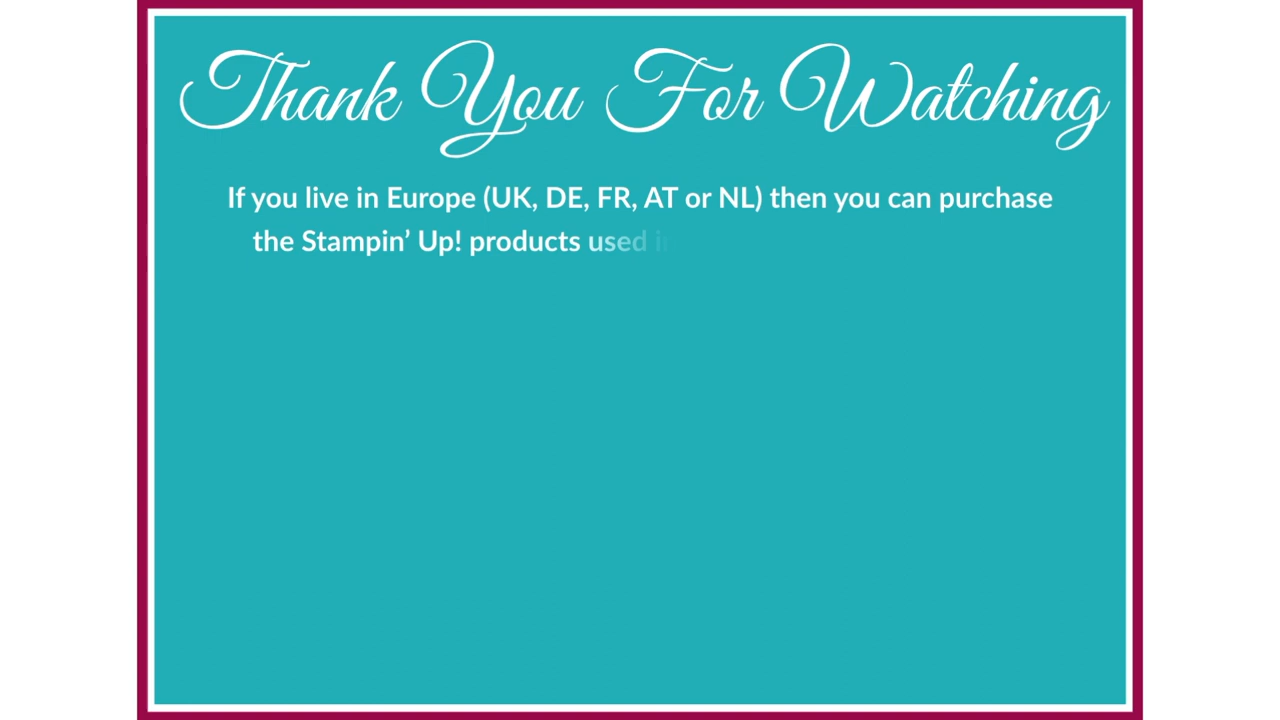 Thank You For Watching
If you live in Europe (UK, DE, FR, AT or NL) then you can purchase
the Stampin’ Up! products used